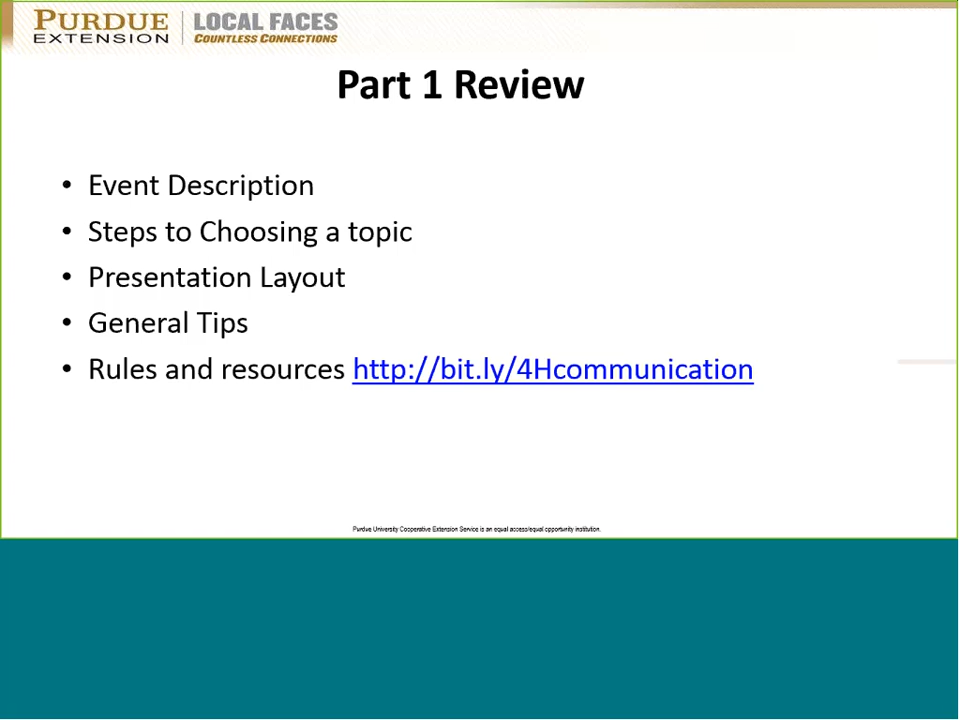 PURDUE EXTENSION
LOCAL FACES
COUNTLESS CONNECTIONS
Part 1 Review
• Event Description
• Steps to Choosing a topic
• Presentation Layout
• General Tips
• Rules and resources http://bit.ly/4Hcommunication
Purdue University Cooperative Extension Service is an equal access/equal opportunity institution.